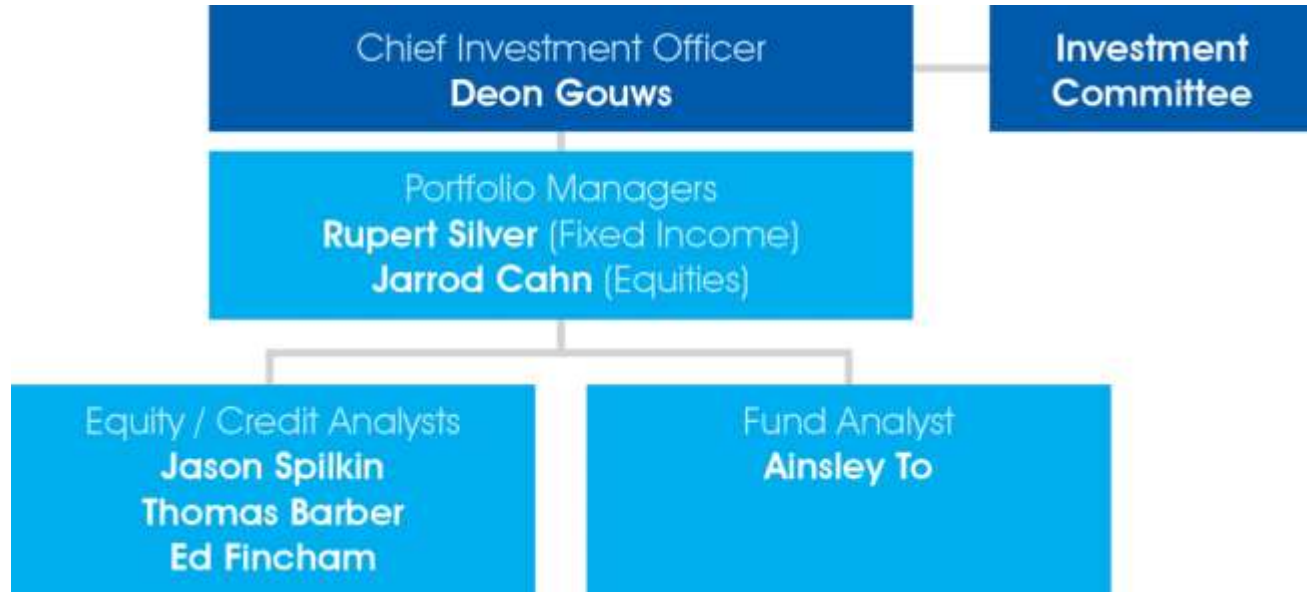 Chief Investment Officer
Deon Gouws
Investment
Committee
Portfolio Managers
Rupert Silver (Fixed Income)
Jarrod Cahn (Equities)
Equity / Credit Analysts
Jason Spilkin
Thomas Barber
Ed Fincham
Fund Analyst
Ainsley To